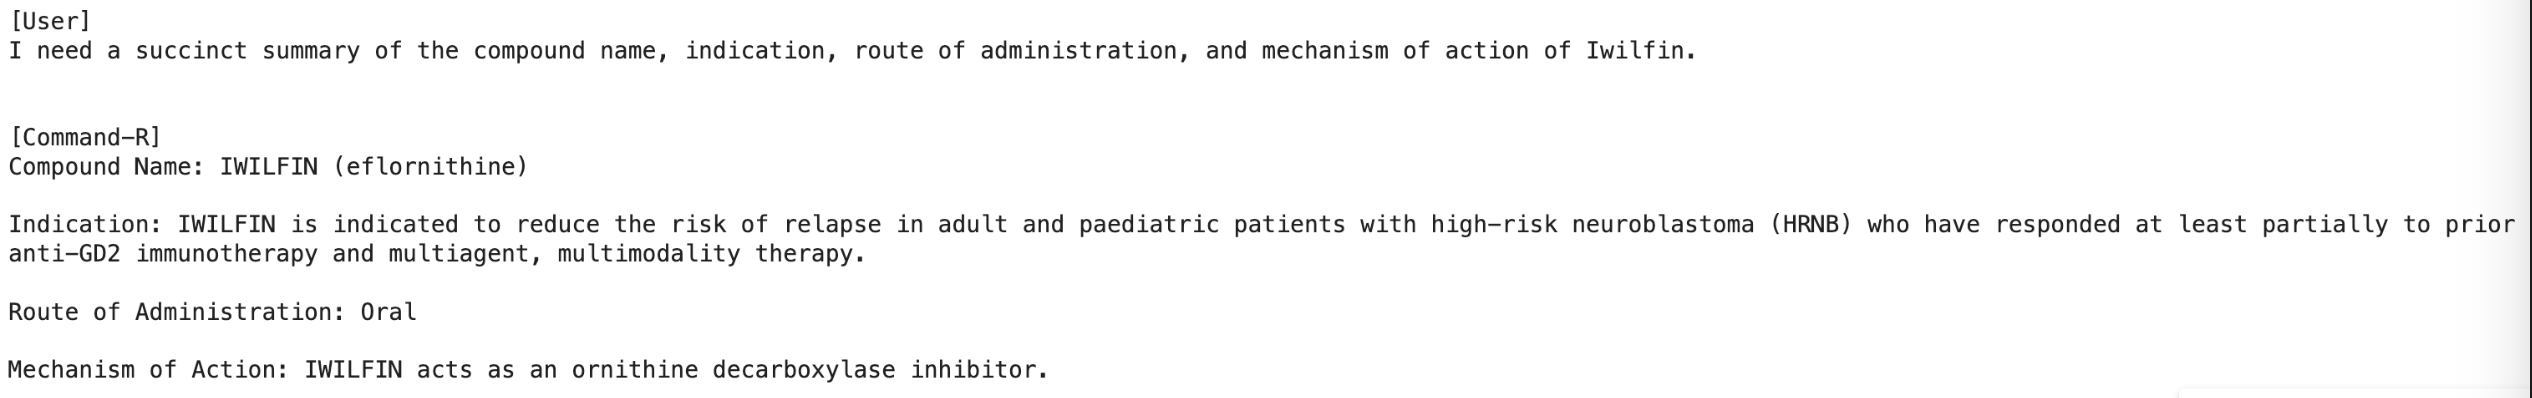 [User]
I need a succinct summary of the compound name, indication, route of administration, and mechanism of action of Iwilfin.
[Command-R]
Compound Name: IWILFIN (eflornithine)
Indication: IWILFIN is indicated to reduce the risk of relapse in adult and paediatric patients with high-risk neuroblastoma (HRNB) who have responded at least partially to prior
anti-GD2 immunotherapy and multiagent, multimodality therapy.
Route of Administration: Oral
Mechanism of Action: IWILFIN acts as an ornithine decarboxylase inhibitor.